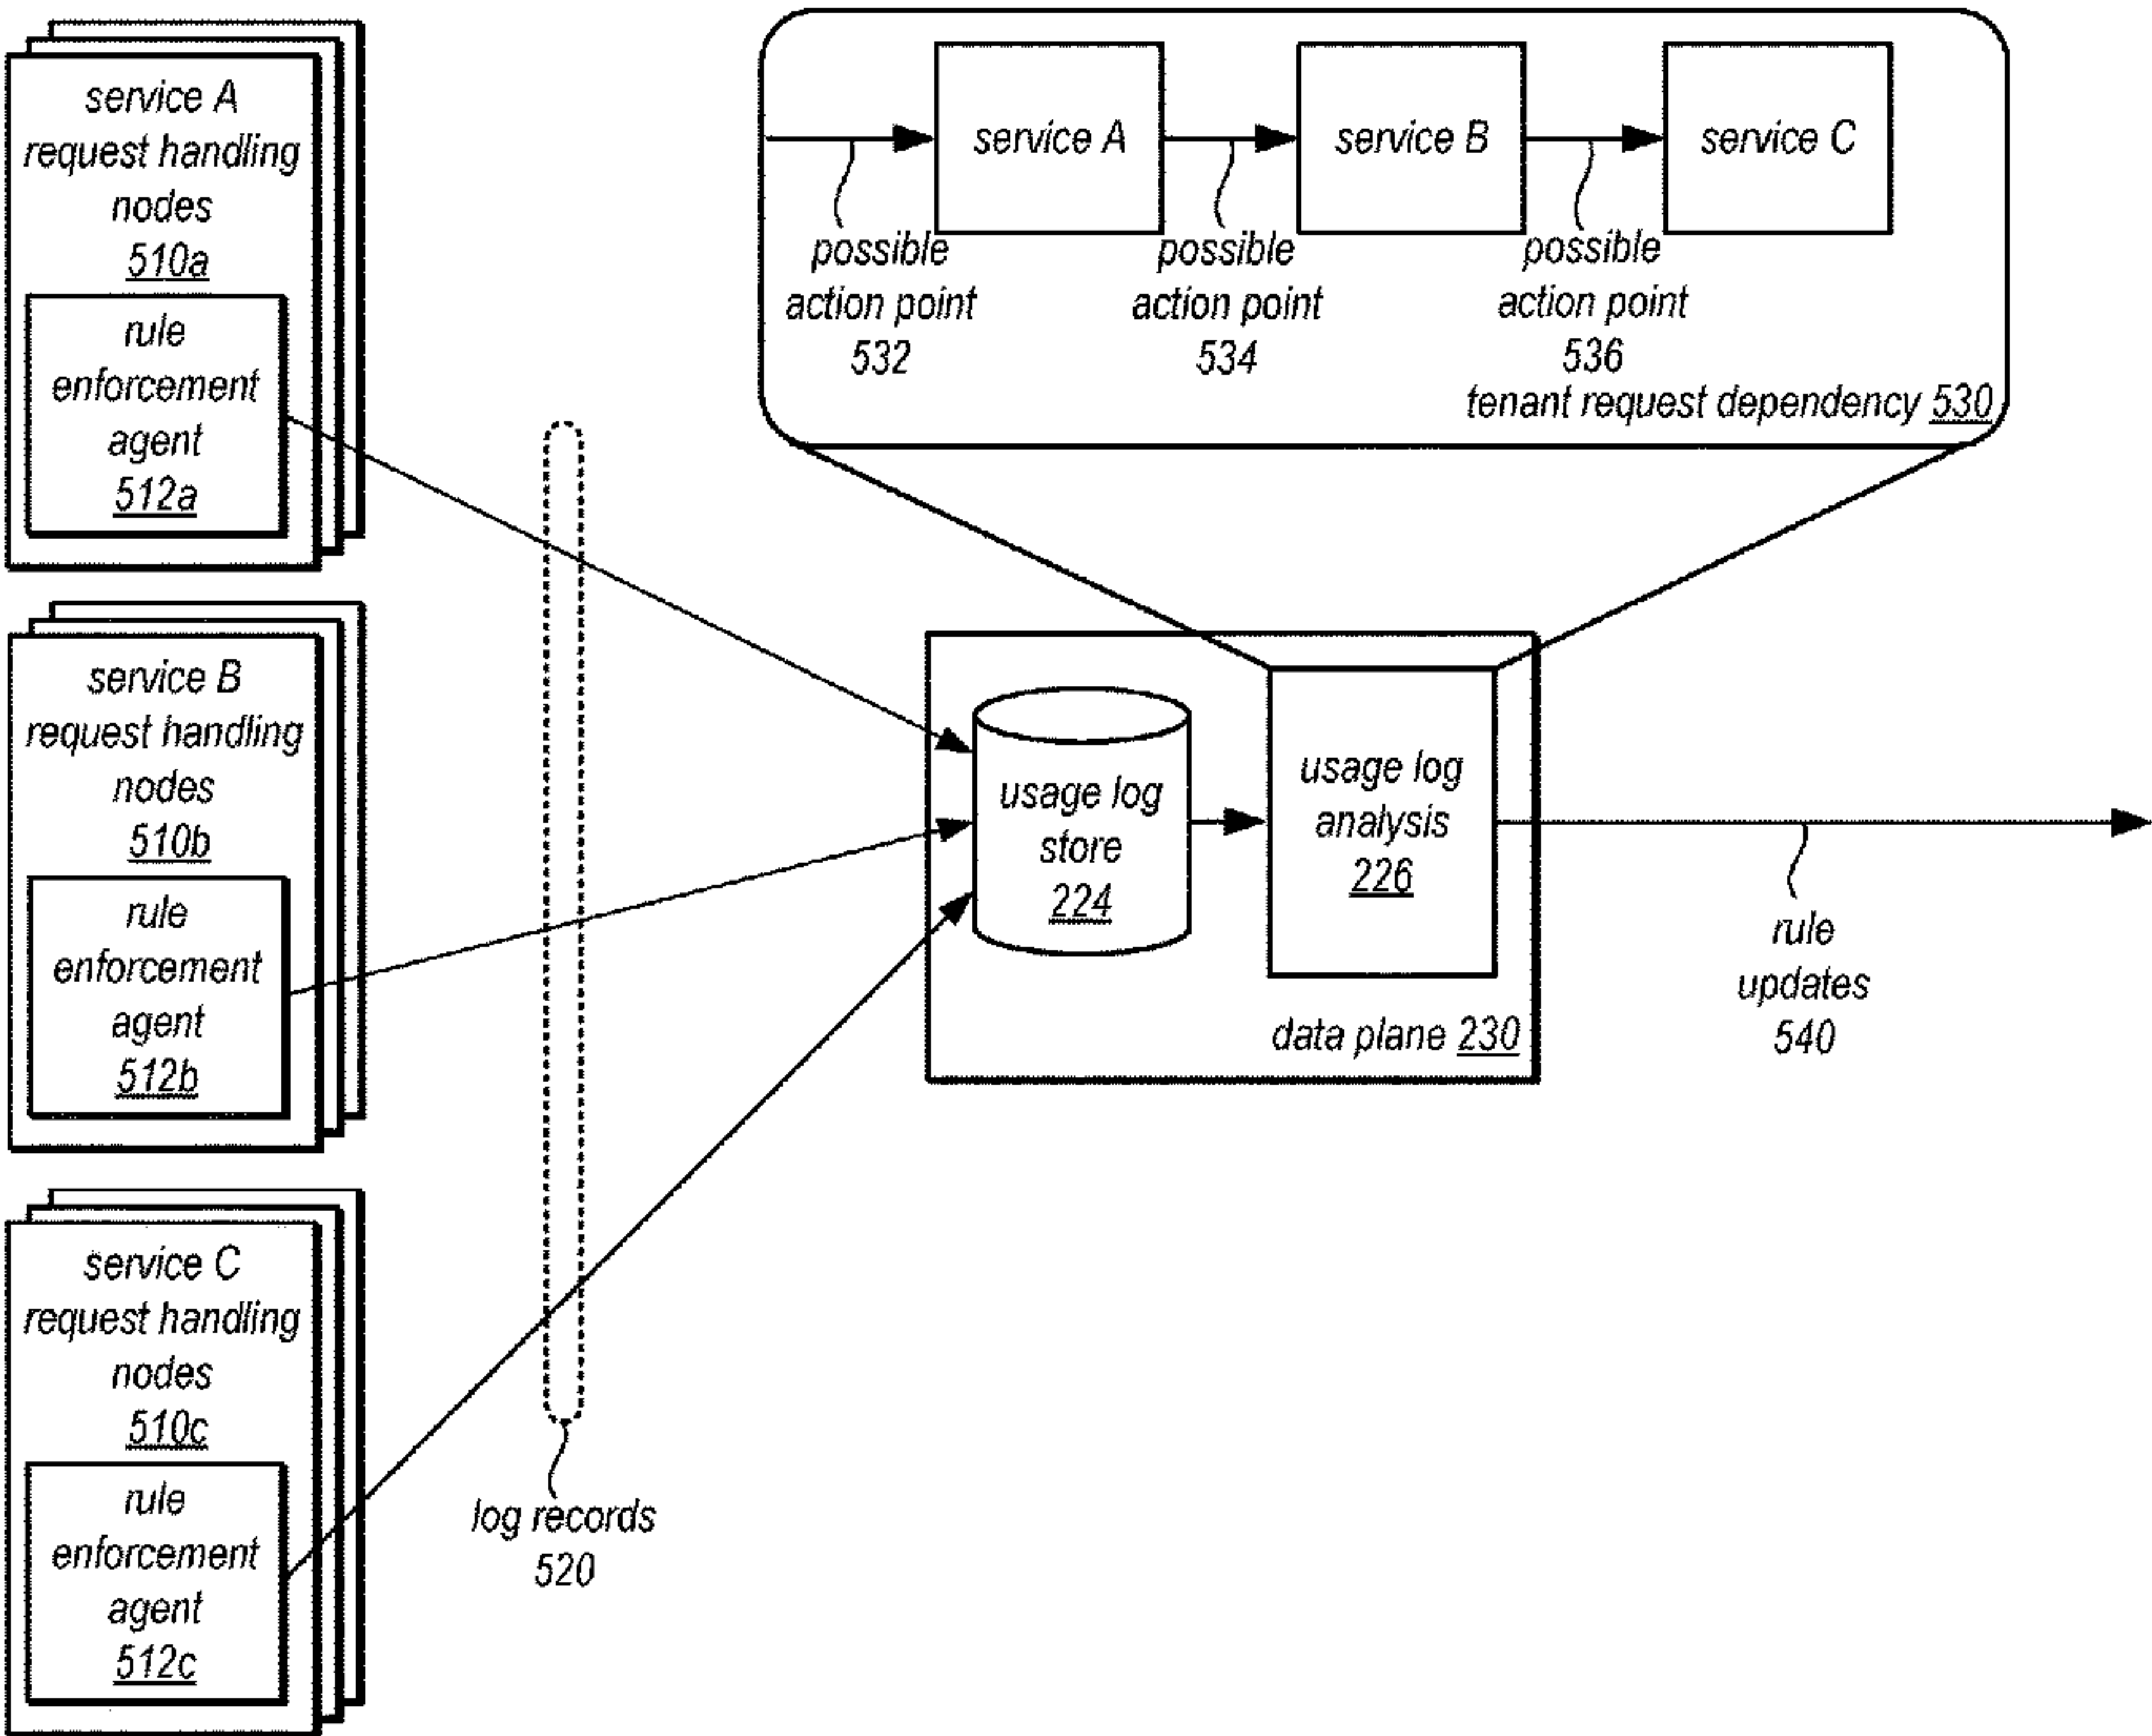 service A
request handling
nodes
510a
rule
enforcement
agent
512a
service B
request handling
nodes
510b
rule
enforcement
agent
512b
service C
request handling
nodes
510c
rule
enforcement
agent
512c
log records
520
service A
service B
service C
possible
action point
532
possible
action point
534
possible
action point
536
tenant request dependency 530
usage log
store
224
usage log
analysis
226
data plane 230
rule
updates
540